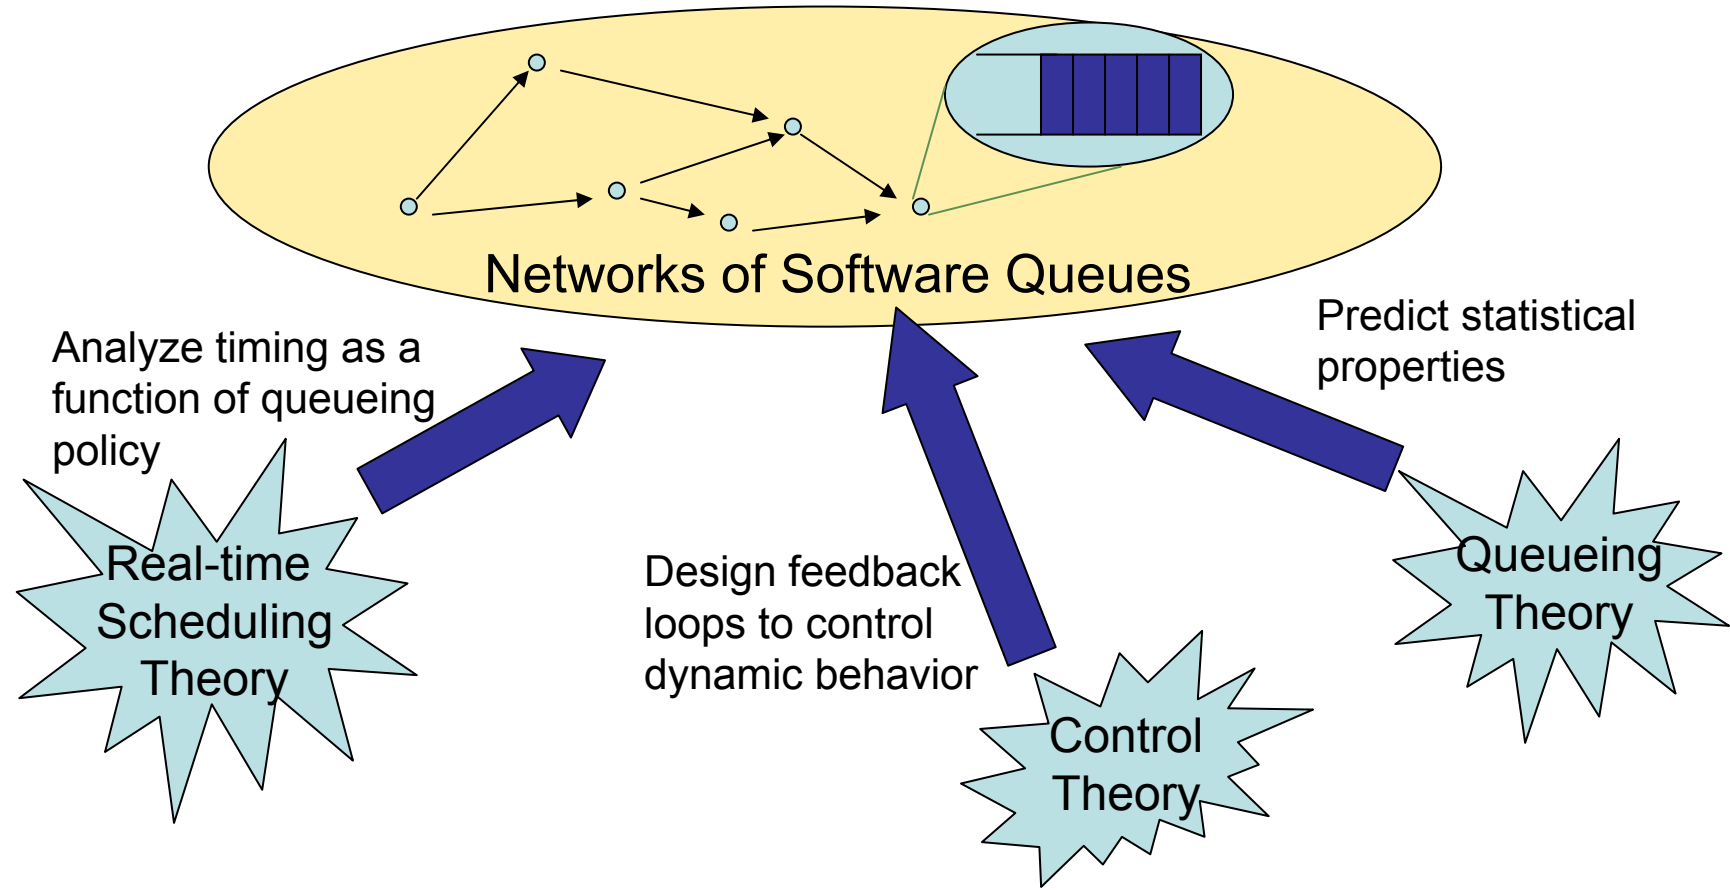 Networks of Software Queues
Analyze timing as a
function of queueing
policy
Predict statistical
properties
Real-time
Scheduling
Theory
Design feedback
loops to control
dynamic behavior
Queueing
Theory
Control
Theory